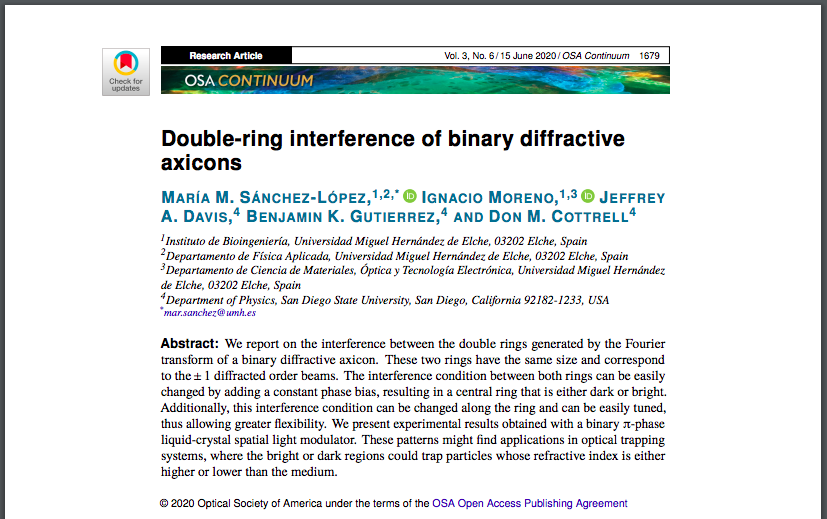 Check for
updates
Research Article
Vol. 3, No. 6 / 15 June 2020 / OSA Continuum 1679
OSA CONTINUUM
Double-ring interference of binary diffractive
axicons
MARÍA M. SÁNCHEZ-LÓPEZ,1,2,* iD IGNACIO MORENO,1,3 iD JEFFREY
A. DAVIS,4 BENJAMIN K. GUTIERREZ,4 AND DON M. COTTRELL4
1Instituto de Bioingeniería, Universidad Miguel Hernández de Elche, 03202 Elche, Spain
2Departamento de Física Aplicada, Universidad Miguel Hernández de Elche, 03202 Elche, Spain
3Departamento de Ciencia de Materiales, Óptica y Tecnología Electrónica, Universidad Miguel Hernández
de Elche, 03202 Elche, Spain
4Department of Physics, San Diego State University, San Diego, California 92182-1233, USA
*mar.sanchez@umh.es
Abstract: We report on the interference between the double rings generated by the Fourier
transform of a binary diffractive axicon. These two rings have the same size and correspond
to the ± 1 diffracted order beams. The interference condition between both rings can be easily
changed by adding a constant phase bias, resulting in a central ring that is either dark or bright.
Additionally, this interference condition can be changed along the ring and can be easily tuned,
thus allowing greater flexibility. We present experimental results obtained with a binary π-phase
liquid-crystal spatial light modulator. These patterns might find applications in optical trapping
systems, where the bright or dark regions could trap particles whose refractive index is either
higher or lower than the medium.
© 2020 Optical Society of America under the terms of the OSA Open Access Publishing Agreement